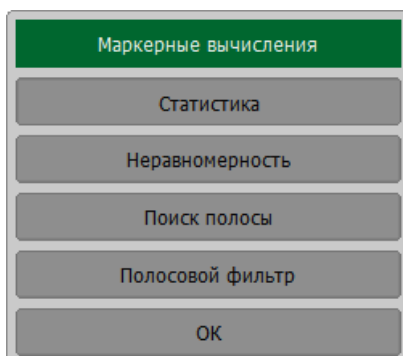 Маркерные вычисления
Статистика
Неравномерность
Поиск полосы
Полосовой фильтр
ОК